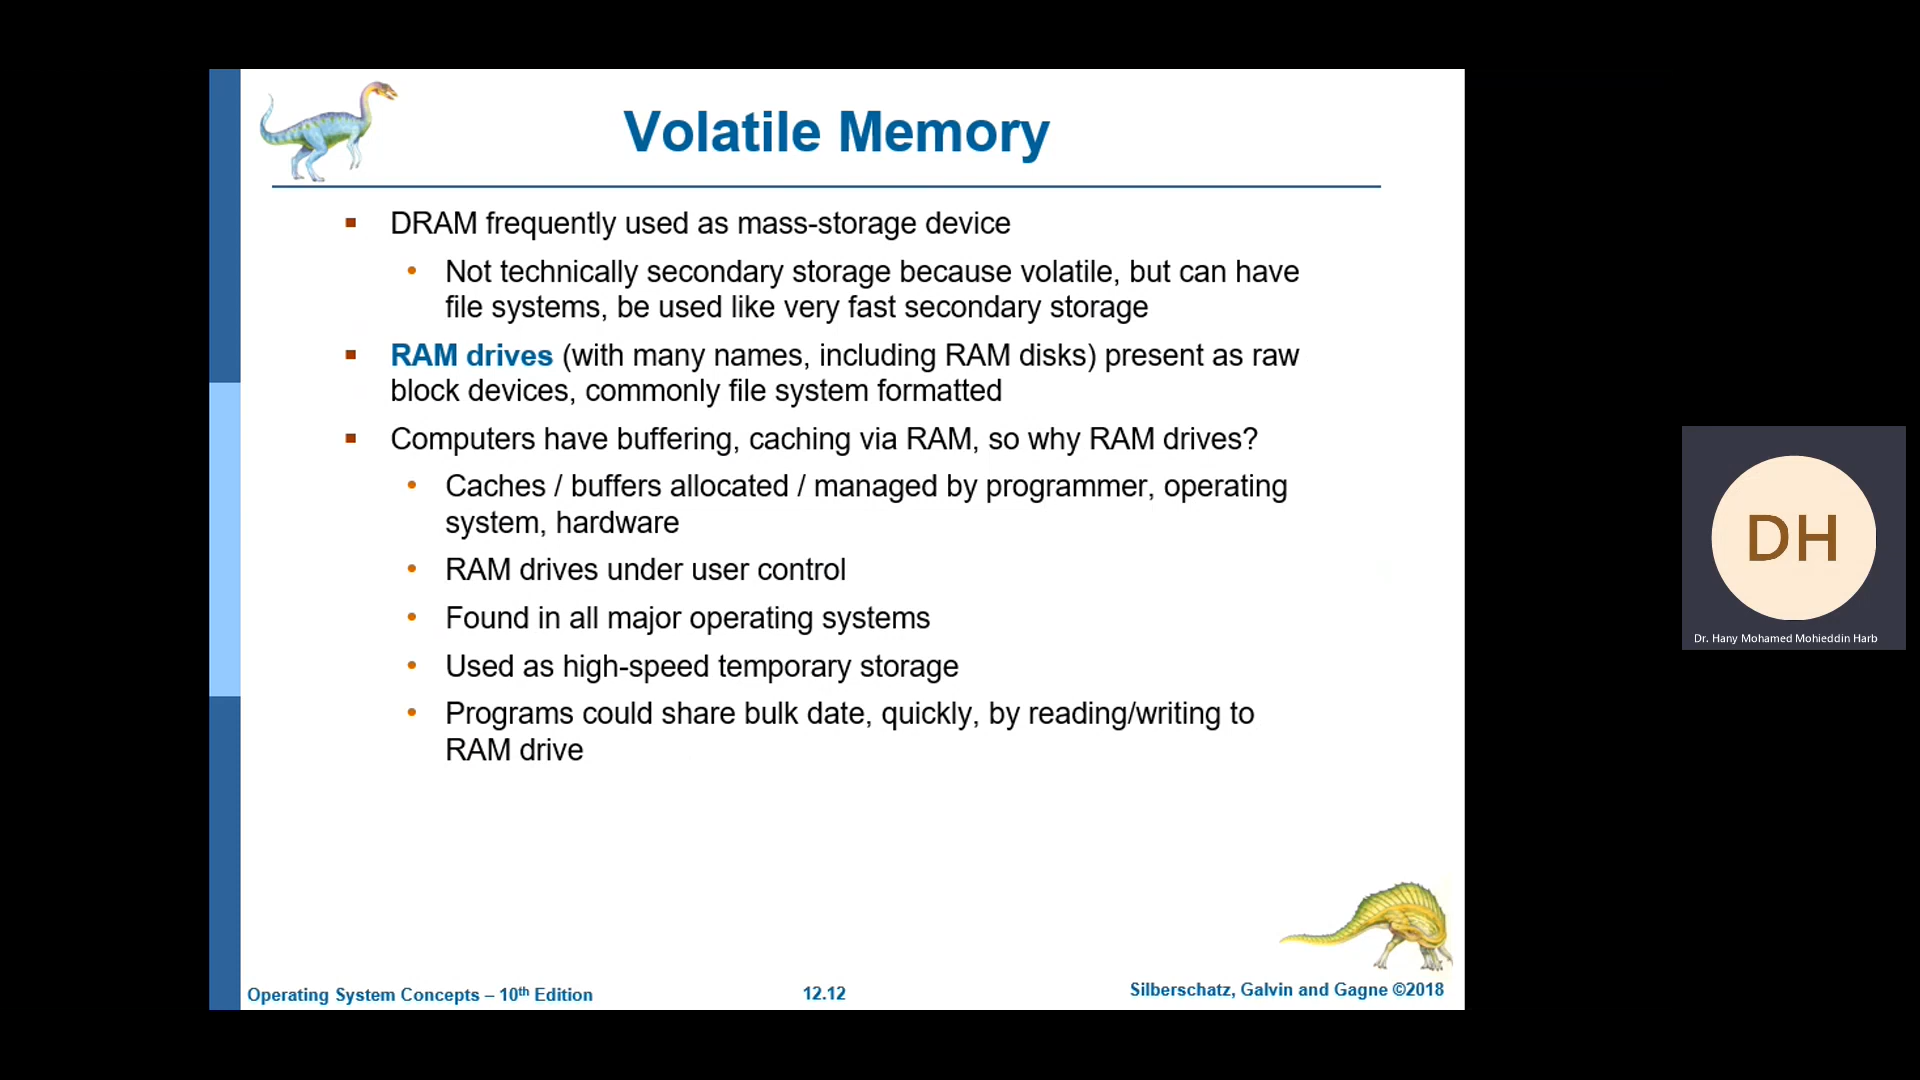 Volatile Memory
▪ DRAM frequently used as mass-storage device
• Not technically secondary storage because volatile, but can have
file systems, be used like very fast secondary storage
▪ RAM drives (with many names, including RAM disks) present as raw
block devices, commonly file system formatted
▪ Computers have buffering, caching via RAM, so why RAM drives?
• Caches / buffers allocated / managed by programmer, operating
system, hardware
• RAM drives under user control
• Found in all major operating systems
• Used as high-speed temporary storage
• Programs could share bulk date, quickly, by reading/writing to
RAM drive
Operating System Concepts – 10th Edition
12.12
Silberschatz, Galvin and Gagne ©2018
DH
Dr. Hany Mohamed Mohieddin Harb